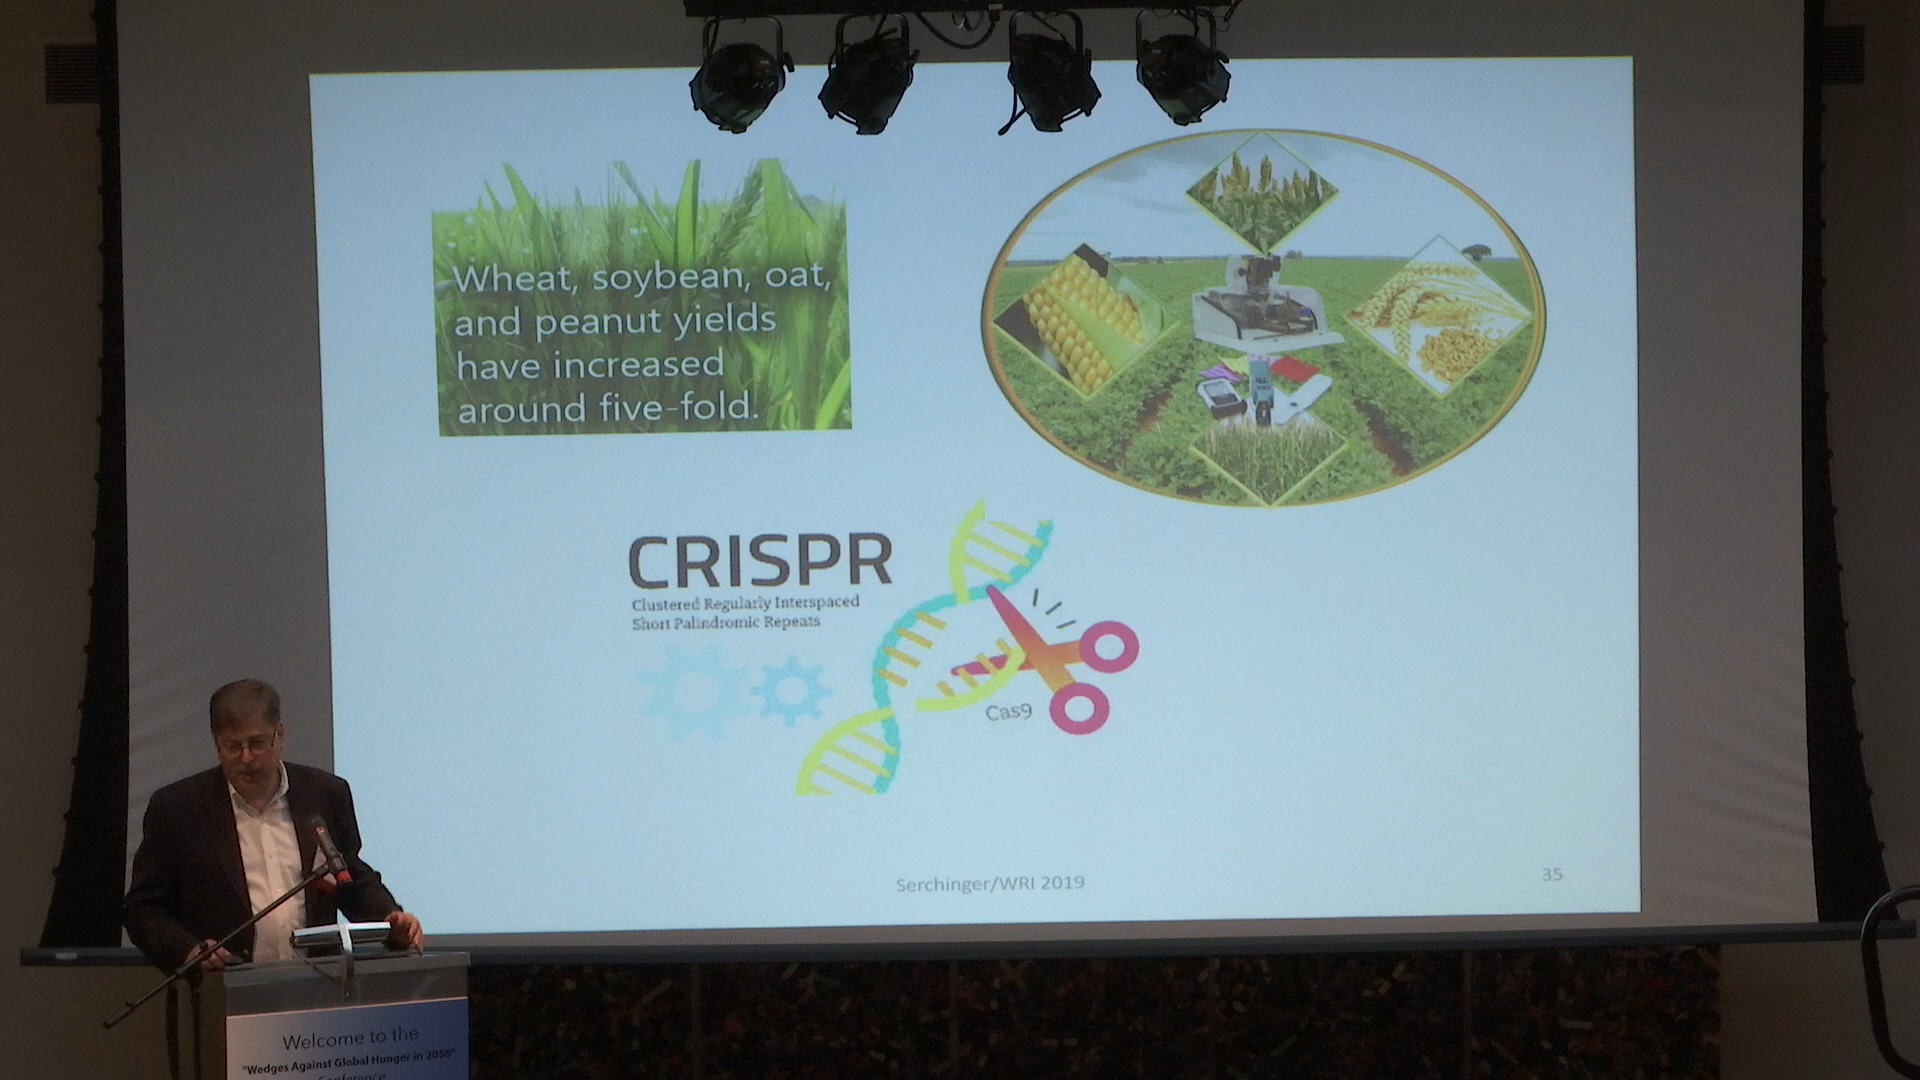 Wheat, soybean, oat,
and peanut yields
have increased
around five-fold.
CRISPR
Clustered Regularly Interspaced
Short Palindromic Repeats
Cas9
Serchinger/WRI 2019
35
Welcome to the
"Wedges Against Global Hunger in 2050"
Conference